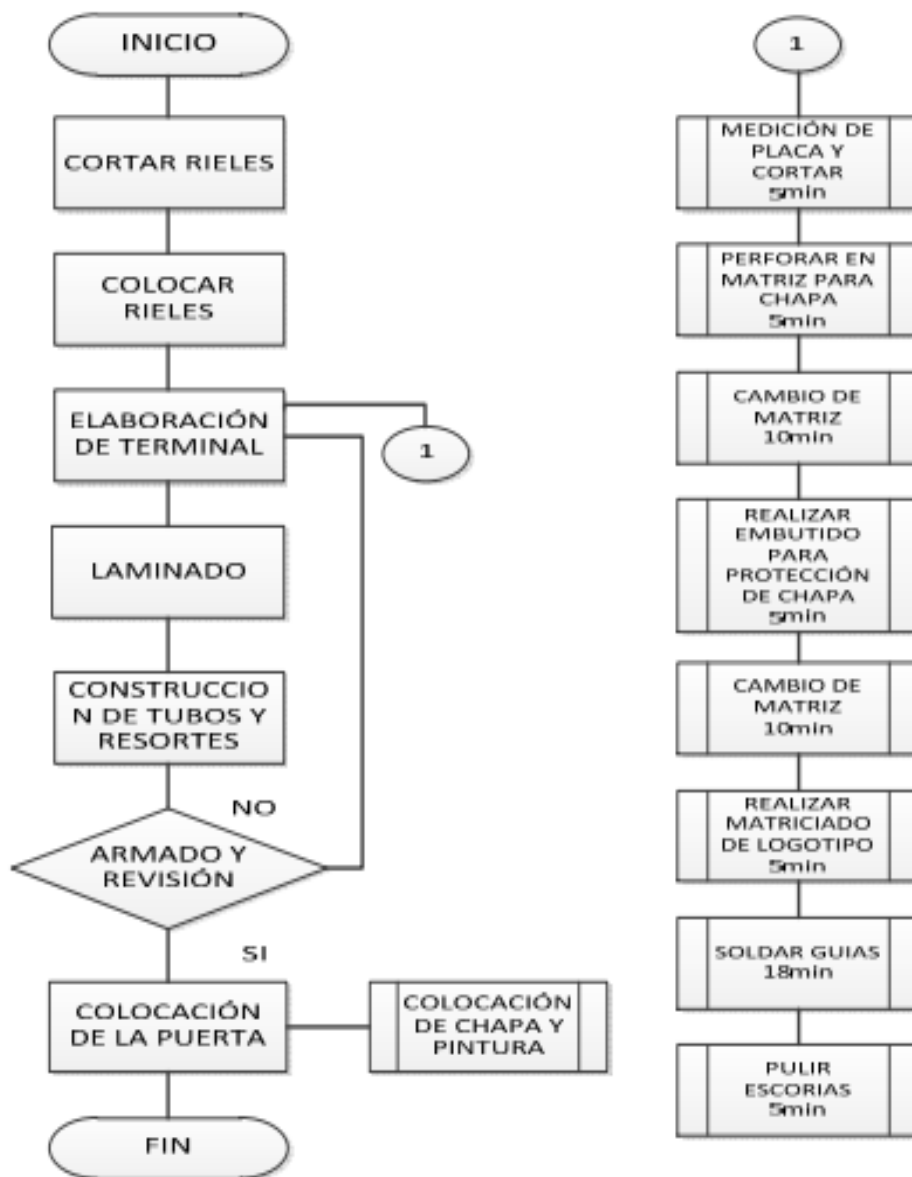 INICIO
CORTAR RIELES
COLOCAR
RIELES
ELABORACIÓN
DE TERMINAL
1
LAMINADO
CONSTRUCCIO
N DE TUBOS Y
RESORTES
NO
ARMADO Y
REVISIÓN
SI
COLOCACIÓN
DE LA PUERTA
COLOCACIÓN
DE CHAPA Y
PINTURA
FIN
1
MEDICIÓN DE
PLACA Y
CORTAR
5min
PERFORAR EN
MATRIZ PARA
CHAPA
5min
CAMBIO DE
MATRIZ
10min
REALIZAR
EMBUTIDO
PARA
PROTECCIÓN
DE CHAPA
5min
CAMBIO DE
MATRIZ
10min
REALIZAR
MATRICIADO
DE LOGOTIPO
5min
SOLDAR GUIAS
18min
PULIR
ESCORIAS
5min